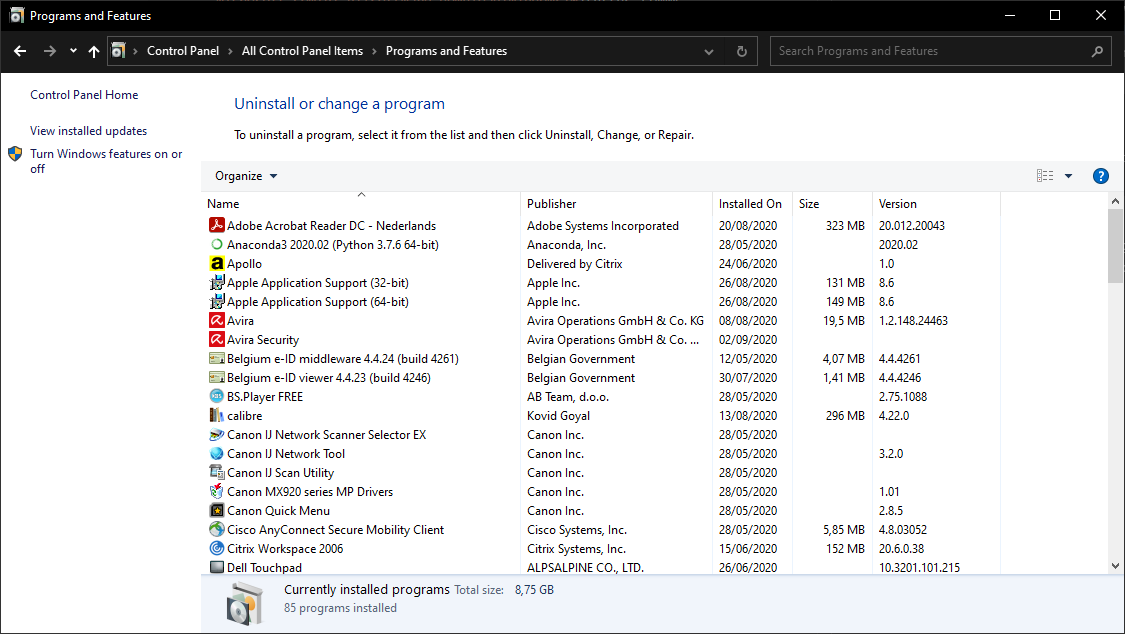 Programs and Features
Control Panel > All Control Panel Items > Programs and Features
Search Programs and Features
Control Panel Home
View installed updates
Turn Windows features on or
off
Uninstall or change a program
To uninstall a program, select it from the list and then click Uninstall, Change, or Repair.
Organize
Name Publisher Installed On Size Version
Adobe Acrobat Reader DC - Nederlands Adobe Systems Incorporated 20/08/2020 323 MB 20.012.20043
Anaconda3 2020.02 (Python 3.7.6 64-bit) Anaconda, Inc. 28/05/2020 2020.02
Apollo Delivered by Citrix 24/06/2020 1.0
Apple Application Support (32-bit) Apple Inc. 26/08/2020 131 MB 8.6
Apple Application Support (64-bit) Apple Inc. 26/08/2020 149 MB 8.6
Avira Avira Operations GmbH & Co. KG 08/08/2020 19,5 MB 1.2.148.24463
Avira Security Avira Operations GmbH & Co. ... 02/09/2020
Belgium e-ID middleware 4.4.24 (build 4261) Belgian Government 12/05/2020 4,07 MB 4.4.4261
Belgium e-ID viewer 4.4.23 (build 4246) Belgian Government 30/07/2020 1,41 MB 4.4.4246
BS.Player FREE AB Team, d.o.o. 28/05/2020 2.75.1088
calibre Kovid Goyal 13/08/2020 296 MB 4.22.0
Canon IJ Network Scanner Selector EX Canon Inc. 28/05/2020
Canon IJ Network Tool Canon Inc. 28/05/2020 3.2.0
Canon IJ Scan Utility Canon Inc. 28/05/2020
Canon MX920 series MP Drivers Canon Inc. 28/05/2020 1.01
Canon Quick Menu Canon Inc. 28/05/2020 2.8.5
Cisco AnyConnect Secure Mobility Client Cisco Systems, Inc. 28/05/2020 5,85 MB 4.8.03052
Citrix Workspace 2006 Citrix Systems, Inc. 15/06/2020 152 MB 20.6.0.38
Dell Touchpad ALPSALPINE CO., LTD. 26/06/2020 10.3201.101.215
Currently installed programs Total size: 8,75 GB
85 programs installed